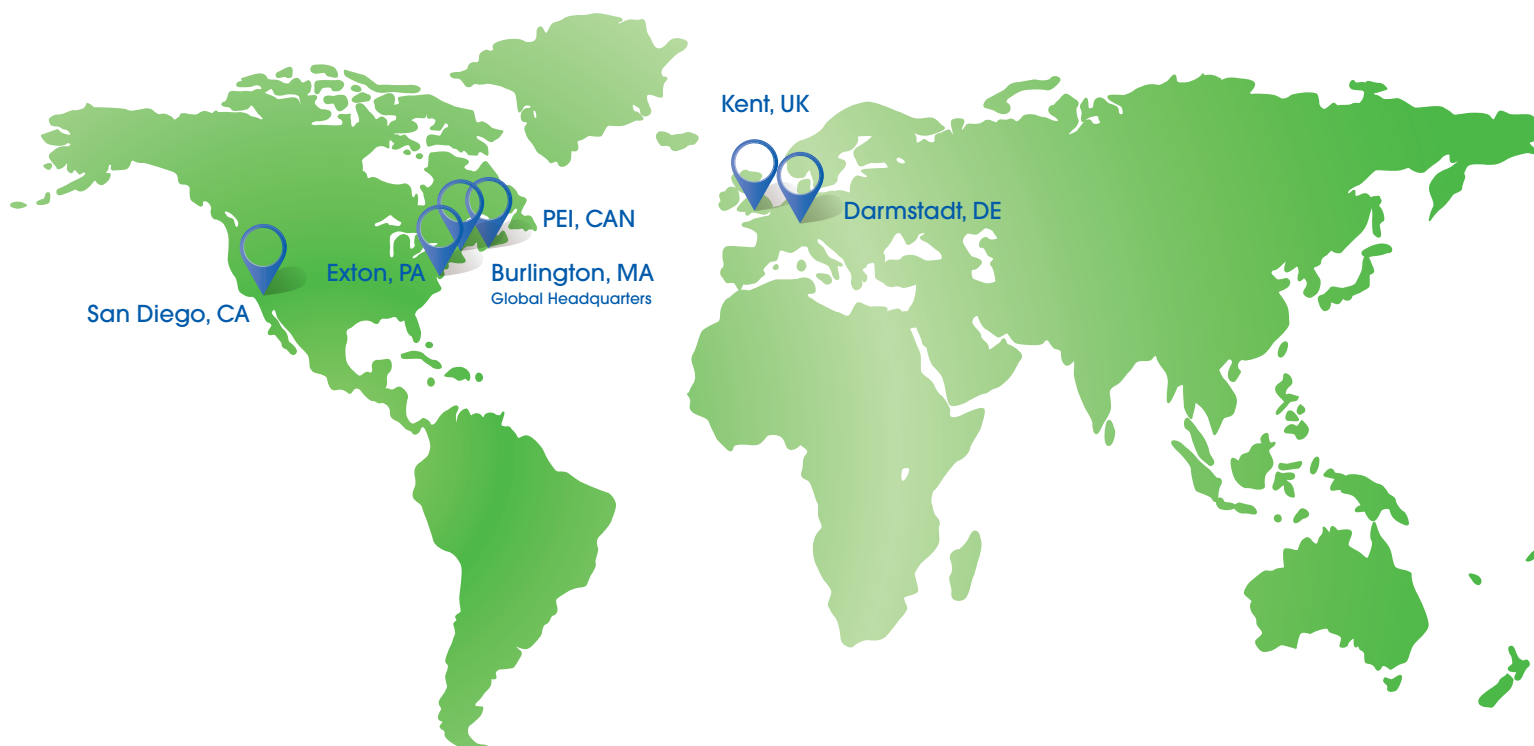 Kent, UK
PEI, CAN
Darmstadt, DE
Exton, PA
Burlington, MA
Global Headquarters
San Diego, CA